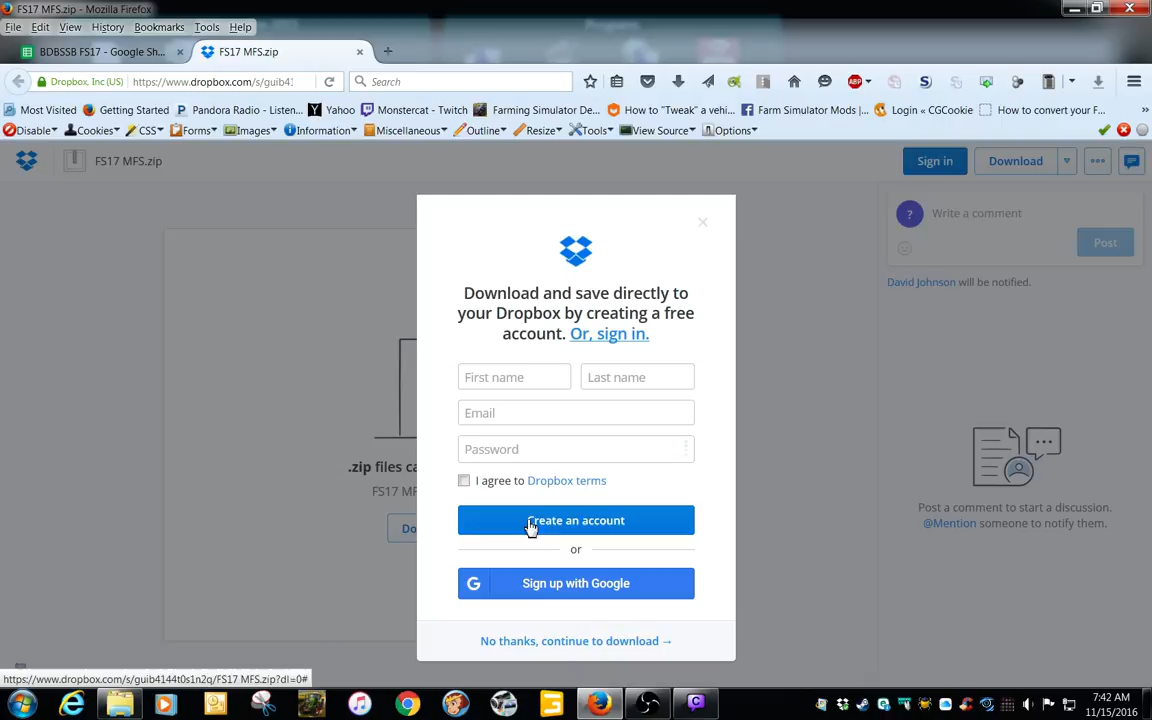 FS17 MFS.zip - Mozilla Firefox
File Edit View History Bookmarks Tools Help
BDBSSB FS17 - Google Sh... × FS17 MFS.zip × +
Dropbox, Inc (US) https://www.dropbox.com/s/guib41 Search ABP
Most Visited Getting Started Pandora Radio - Listen... Yahoo Monstercat - Twitch Farming Simulator De... How to "Tweak" a vehi... Farm Simulator Mods |... Login « CGCookie How to convert your F... »
Disable Cookies CSS Forms Images Information Miscellaneous Outline Resize Tools View Source Options
FS17 MFS.zip Sign in Download
? Write a comment
Post
David Johnson will be notified.
Download and save directly to
your Dropbox by creating a free
account. Or, sign in.
First name Last name
Email
Password
I agree to Dropbox terms
Create an account
or
G Sign up with Google
No thanks, continue to download →
.zip files ca
FS17 MF
Do
Post a comment to start a discussion.
@Mention someone to notify them.
https://www.dropbox.com/s/guib4144t0s1n2q/FS17 MFS.zip?dl=0#
7:42 AM
11/15/2016